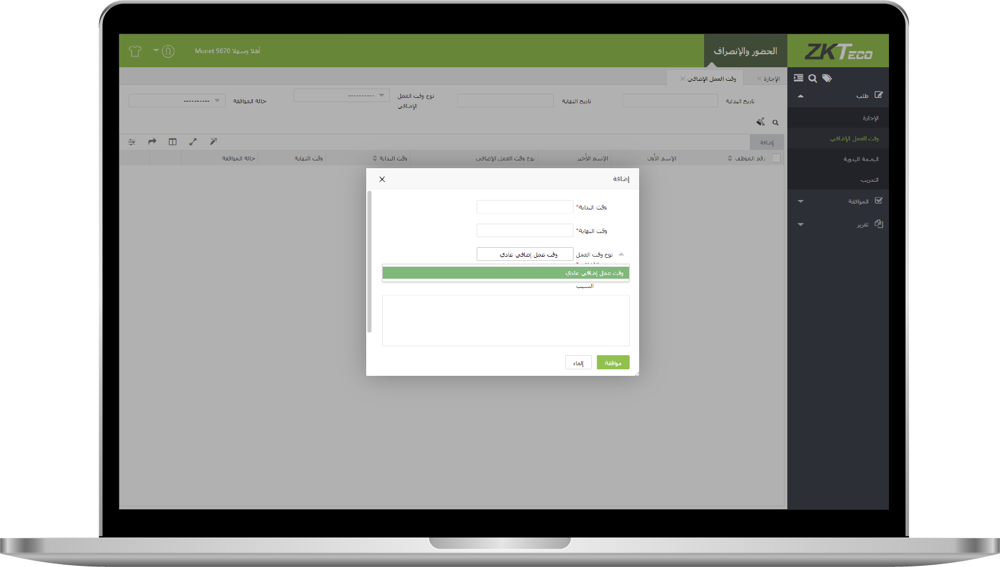 ZKTECO
الحضور والإنصراف
أهلا وسهلا Monet 9870
الإجازة
وقت العمل الإضافي
تاريخ البداية
تاريخ النهاية
نوع وقت العمل
الإضافي
----------
حالة الموافقة
----------
إضافة
رقم الموظف
الإسم الأول
الإسم الأخير
نوع وقت العمل الإضافي
وقت البداية
وقت النهاية
حالة الموافقة
طلب
الإجازة
وقت العمل الإضافي
البصمة اليدوية
التدريب
الموافقة
تقرير
إضافة
وقت البداية*
وقت النهاية*
نوع وقت العمل
وقت عمل إضافي عادي
وقت عمل إضافي عادي
السبب
موافقة
إلغاء